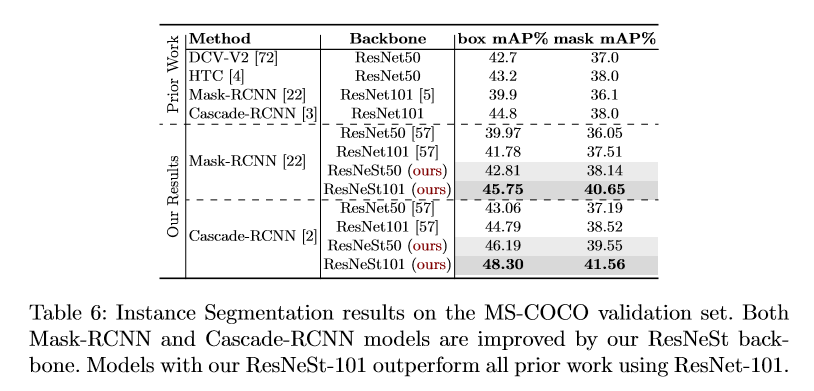 Method Backbone box mAP% mask mAP%
Prior Work
DCV-V2 [72] ResNet50 42.7 37.0
HTC [4] ResNet50 43.2 38.0
Mask-RCNN [22] ResNet101 [5] 39.9 36.1
Cascade-RCNN [3] ResNet101 44.8 38.0
Our Results
Mask-RCNN [22]
ResNet50 [57] 39.97 36.05
ResNet101 [57] 41.78 37.51
ResNeSt50 (ours) 42.81 38.14
ResNeSt101 (ours) 45.75 40.65
Cascade-RCNN [2]
ResNet50 [57] 43.06 37.19
ResNet101 [57] 44.79 38.52
ResNeSt50 (ours) 46.19 39.55
ResNeSt101 (ours) 48.30 41.56
Table 6: Instance Segmentation results on the MS-COCO validation set. Both
Mask-RCNN and Cascade-RCNN models are improved by our ResNeSt back-
bone. Models with our ResNeSt-101 outperform all prior work using ResNet-101.